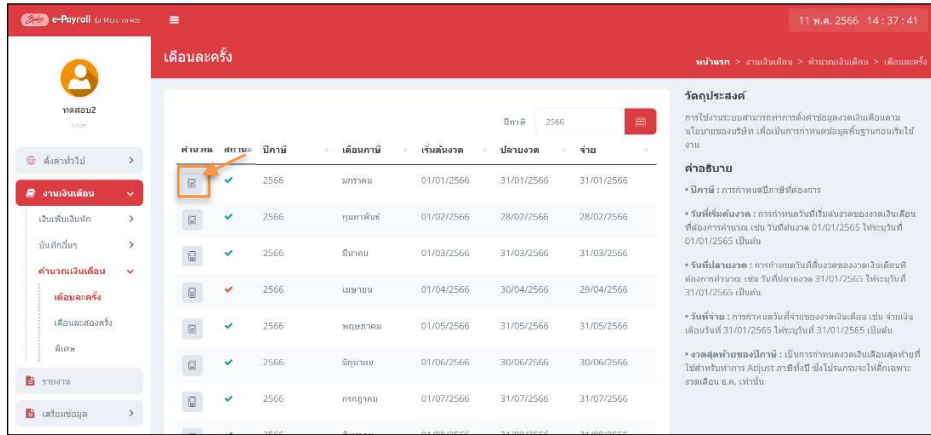 e-Payroll รุ่น Micro
11 พ.ค. 2566 14:37:41
เดือนละครั้ง
หน้าแรก > งานเงินเดือน > คำนวณเงินเดือน > เดือนละครั้ง
ทดสอบ2
User
ตั้งค่าทั่วไป
งานเงินเดือน
เงินเพิ่มเงินหัก
บันทึกอื่นๆ
คำนวณเงินเดือน
เดือนละครั้ง
เดือนละสองครั้ง
พิเศษ
รายงาน
เตรียมข้อมูล
ปีภาษี 2566
คำนวณ สถานะ ปีภาษี เดือนภาษี เริ่มต้นงวด ปลายงวด จ่าย
2566 มกราคม 01/01/2566 31/01/2566 31/01/2566
2566 กุมภาพันธ์ 01/02/2566 28/02/2566 28/02/2566
2566 มีนาคม 01/03/2566 31/03/2566 31/03/2566
2566 เมษายน 01/04/2566 30/04/2566 29/04/2566
2566 พฤษภาคม 01/05/2566 31/05/2566 31/05/2566
2566 มิถุนายน 01/06/2566 30/06/2566 30/06/2566
2566 กรกฎาคม 01/07/2566 31/07/2566 31/07/2566
วัตถุประสงค์
การใช้งานระบบสามารถทำการตั้งค่าข้อมูลงวดเงินเดือนตาม
นโยบายของบริษัท เพื่อเป็นการกำหนดข้อมูลพื้นฐานก่อนเริ่มใช้
งาน
คำอธิบาย
• ปีภาษี : การกำหนดปีภาษีที่ต้องการ
• วันที่เริ่มต้นงวด : การกำหนดวันที่เริ่มต้นงวดของงวดเงินเดือน
ที่ต้องการคำนวณ เช่น วันที่ต้นงวด 01/01/2565 ให้ระบุวันที่
01/01/2565 เป็นต้น
• วันที่ปลายงวด : การกำหนดวันที่สิ้นงวดของงวดเงินเดือนที่
ต้องการคำนวณ เช่น วันที่ปลายงวด 31/01/2565 ให้ระบุวันที่
31/01/2565 เป็นต้น
• วันที่จ่าย : การกำหนดวันที่จ่ายของงวดเงินเดือน เช่น จ่ายเงิน
เดือนวันที่ 31/01/2565 ให้ระบุวันที่ 31/01/2565 เป็นต้น
• งวดสุดท้ายของปีภาษี : เป็นการกำหนดงวดเงินเดือนสุดท้ายที่
ใช้สำหรับทำการ Adjust ภาษีทั้งปี ซึ่งโปรแกรมจะให้ติ๊กเฉพาะ
งวดเดือน ธ.ค. เท่านั้น